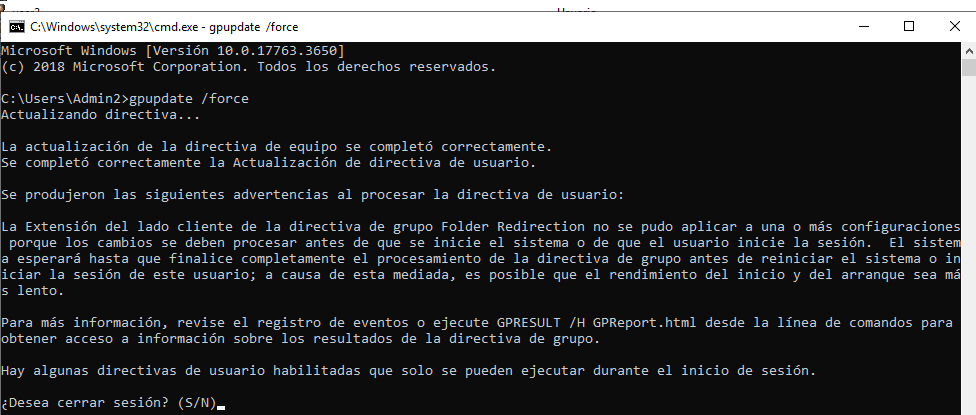 C:\Windows\system32\cmd.exe - gpupdate /force
Microsoft Windows [Versión 10.0.17763.3650]
(c) 2018 Microsoft Corporation. Todos los derechos reservados.
C:\Users\Admin2>gpupdate /force
Actualizando directiva...
La actualización de la directiva de equipo se completó correctamente.
Se completó correctamente la Actualización de directiva de usuario.
Se produjeron las siguientes advertencias al procesar la directiva de usuario:
La Extensión del lado cliente de la directiva de grupo Folder Redirection no se pudo aplicar a una o más configuraciones
porque los cambios se deben procesar antes de que se inicie el sistema o de que el usuario inicie la sesión.  El sistem
a esperará hasta que finalice completamente el procesamiento de la directiva de grupo antes de reiniciar el sistema o in
iciar la sesión de este usuario; a causa de esta mediada, es posible que el rendimiento del inicio y del arranque sea má
s lento.
Para más información, revise el registro de eventos o ejecute GPRESULT /H GPReport.html desde la línea de comandos para
obtener acceso a información sobre los resultados de la directiva de grupo.
Hay algunas directivas de usuario habilitadas que solo se pueden ejecutar durante el inicio de sesión.
¿Desea cerrar sesión? (S/N)